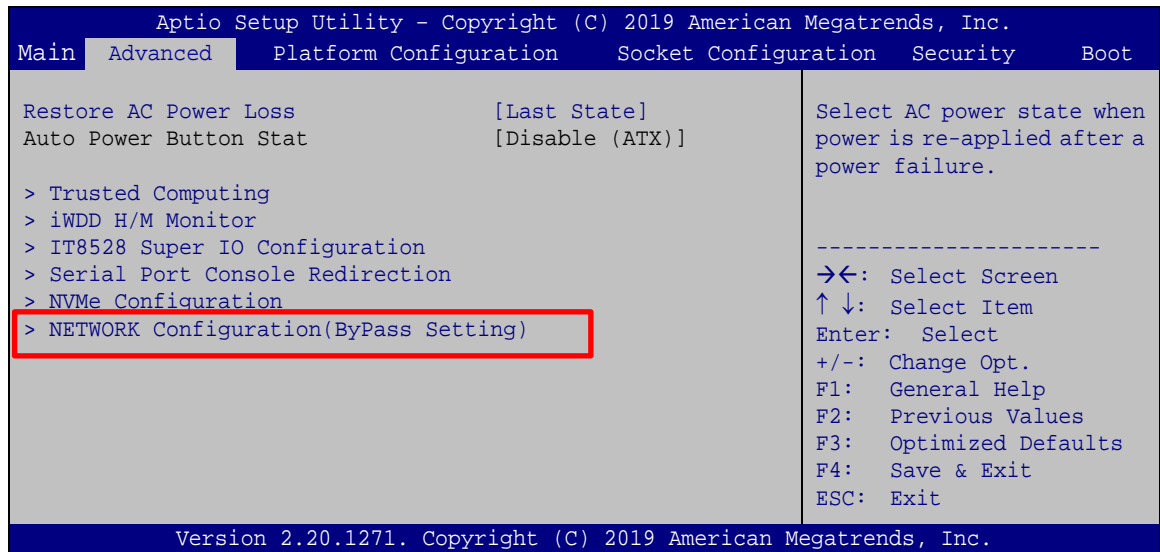 Aptio Setup Utility – Copyright (C) 2019 American Megatrends, Inc.
Main Advanced Platform Configuration Socket Configuration Security Boot
Restore AC Power Loss [Last State]
Auto Power Button Stat [Disable (ATX)]
> Trusted Computing
> iWDD H/M Monitor
> IT8528 Super IO Configuration
> Serial Port Console Redirection
> NVMe Configuration
> NETWORK Configuration(ByPass Setting)
Select AC power state when
power is re-applied after a
power failure.
----------------------
→←: Select Screen
↑ ↓: Select Item
Enter: Select
+/-: Change Opt.
F1: General Help
F2: Previous Values
F3: Optimized Defaults
F4: Save & Exit
ESC: Exit
Version 2.20.1271. Copyright (C) 2019 American Megatrends, Inc.